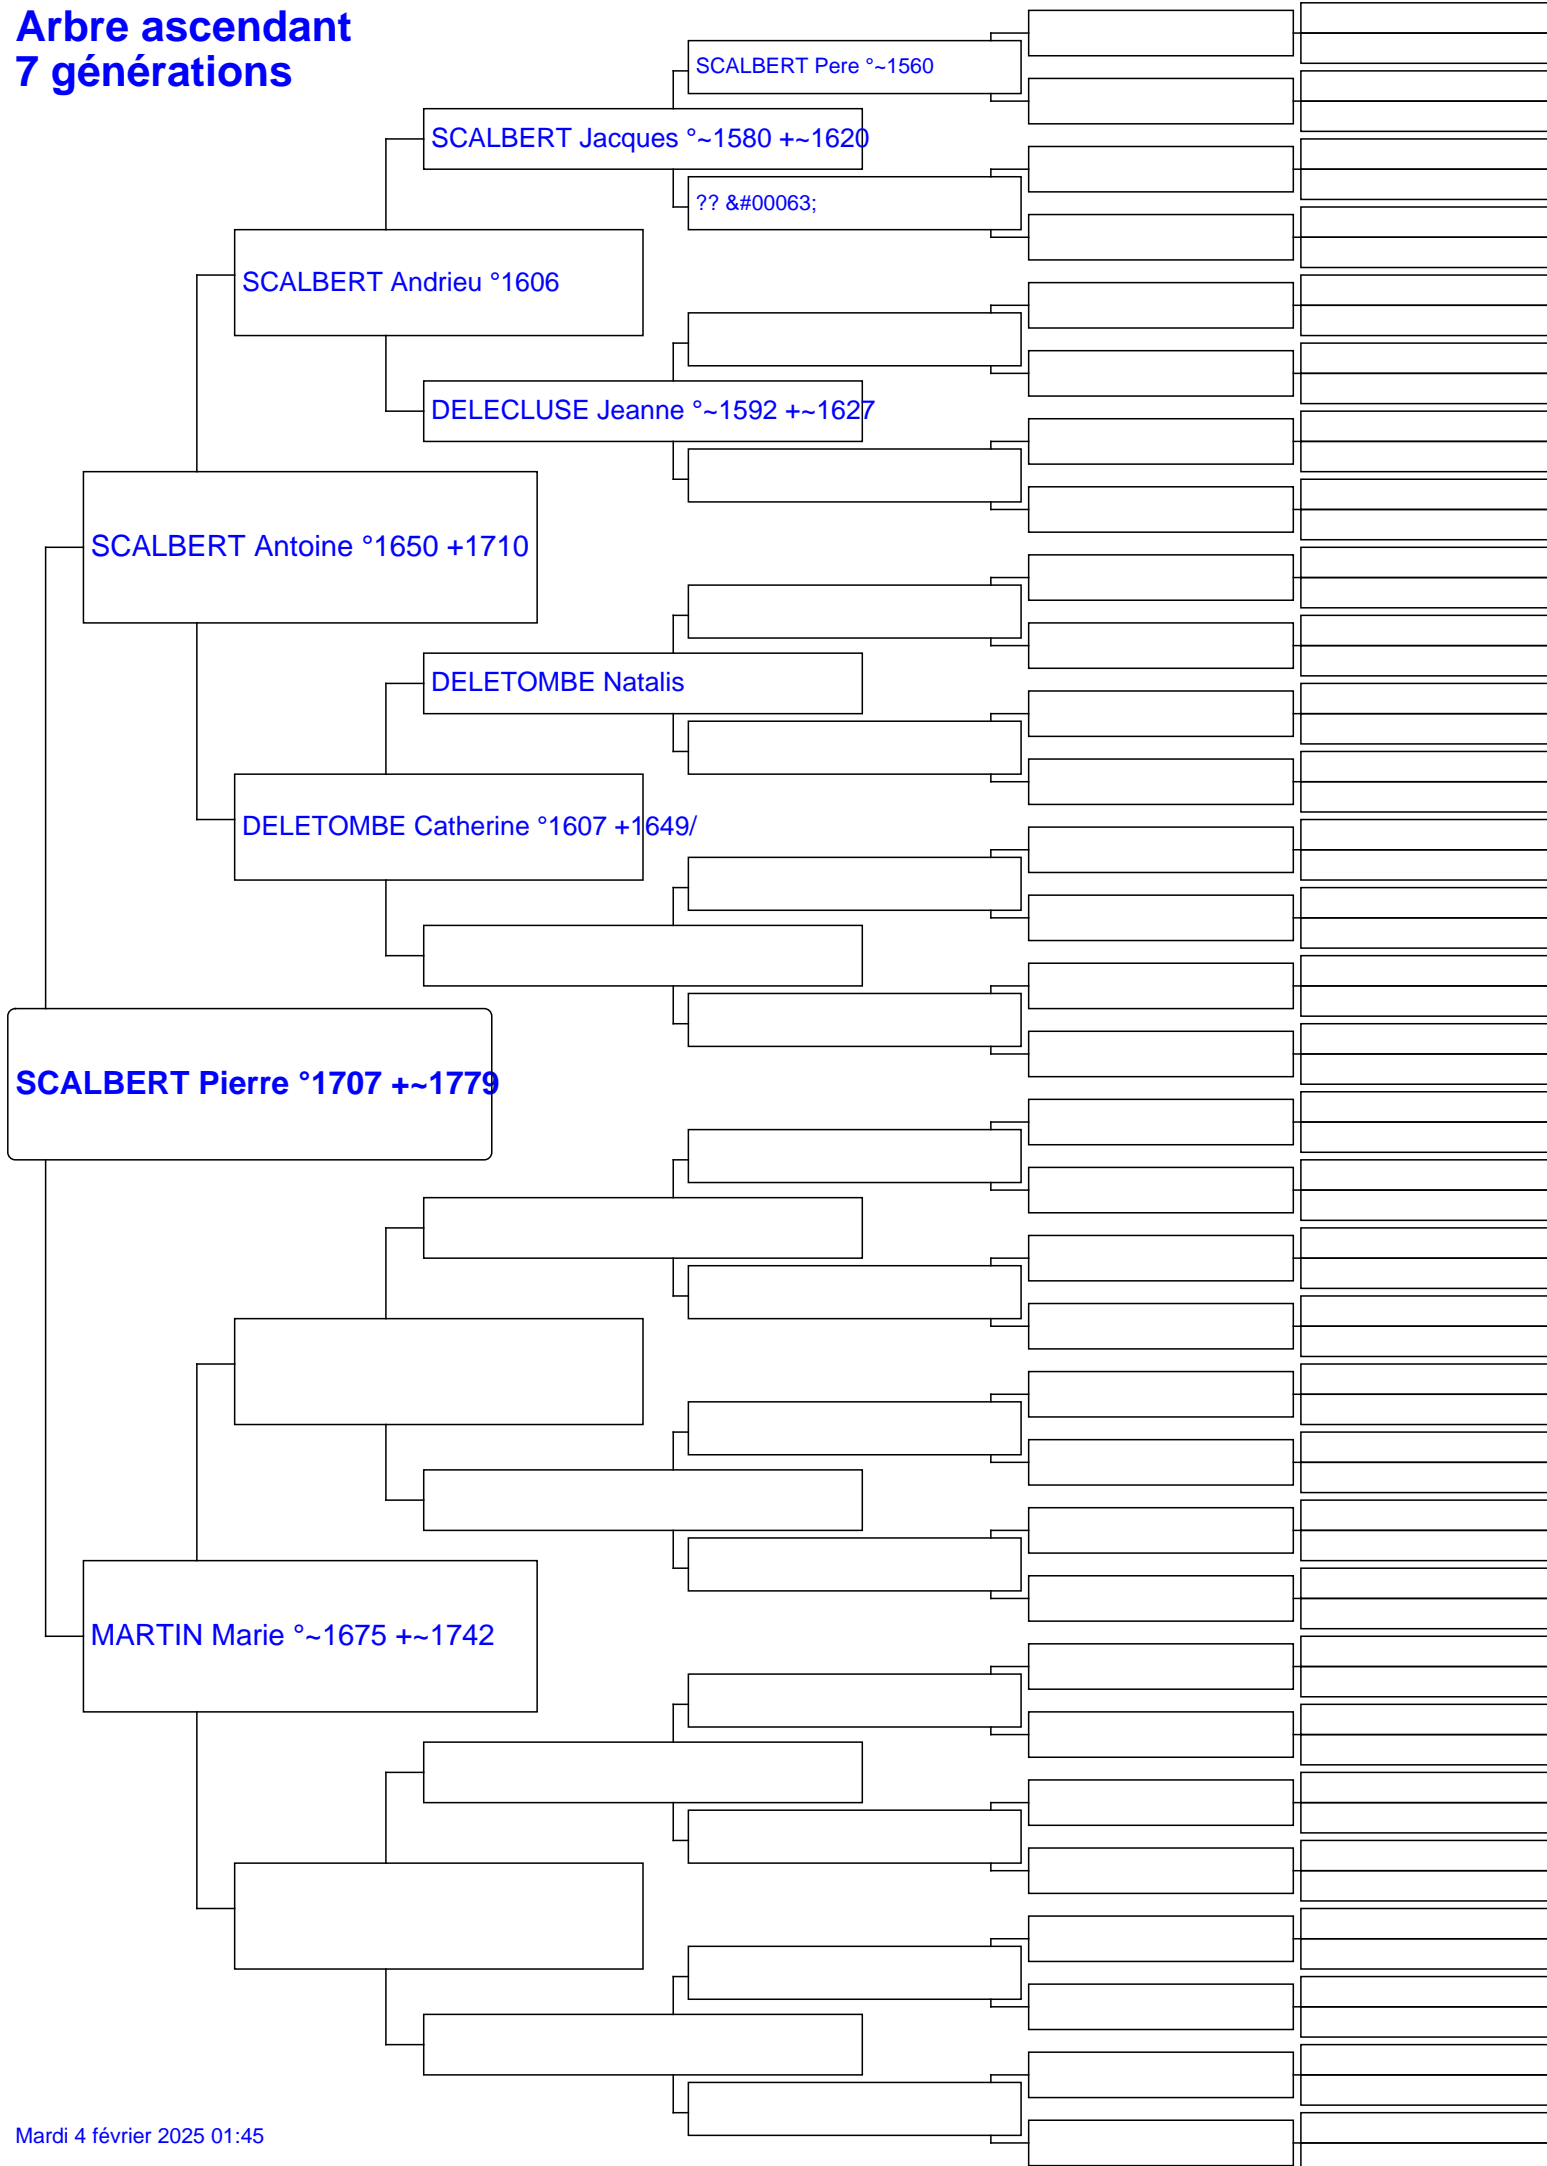 Arbre ascendant
7 générations
SCALBERT Pere °~1560
SCALBERT Jacques °~1580 +~1620
?? &#00063;
SCALBERT Andrieu °1606
DELECLUSE Jeanne °~1592 +~1627
SCALBERT Antoine °1650 +1710
DELETOMBE Natalis
DELETOMBE Catherine °1607 +1649/
SCALBERT Pierre °1707 +~1779
MARTIN Marie °~1675 +~1742
Mardi 4 février 2025 01:45